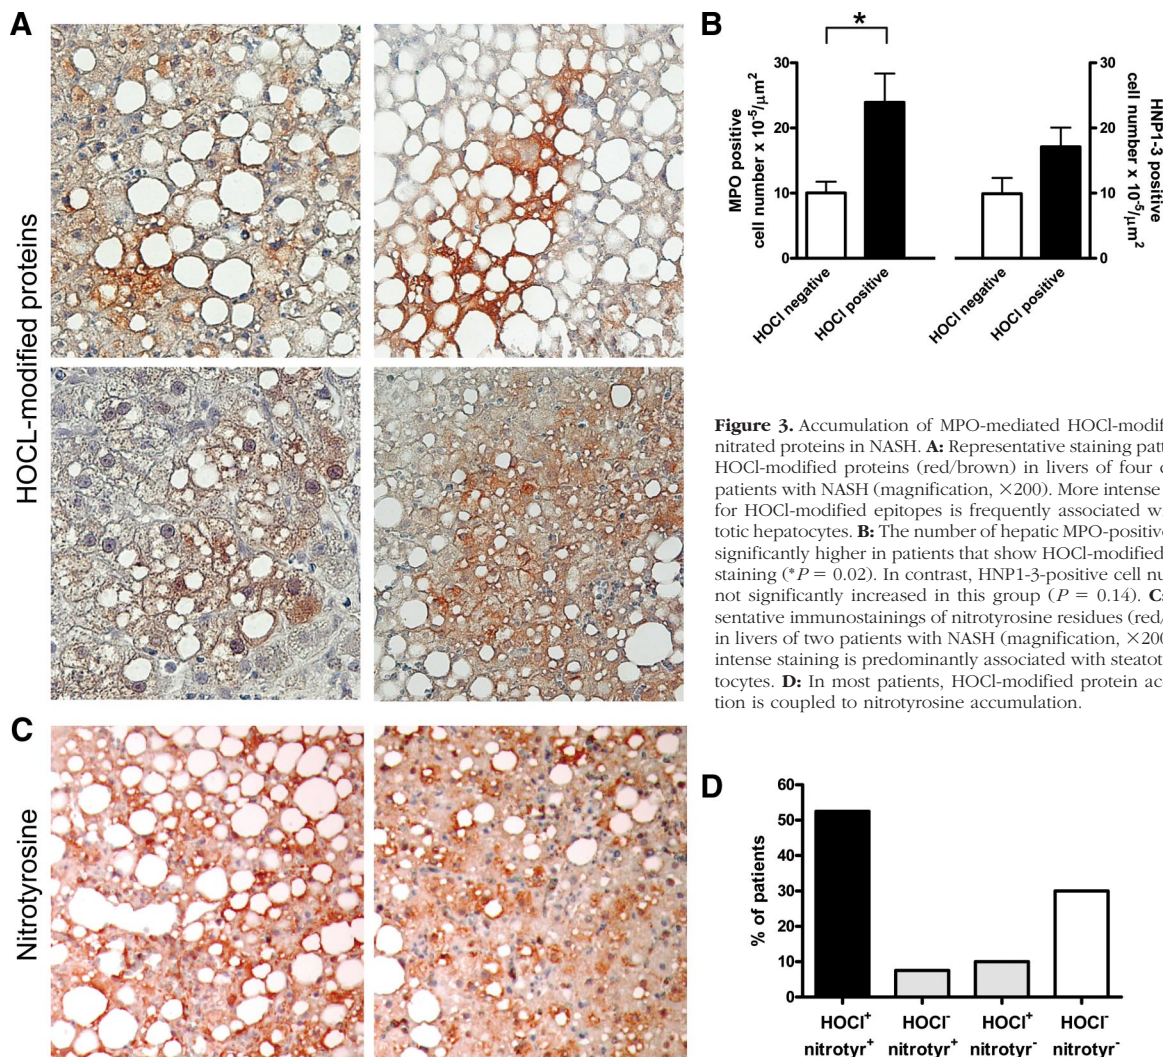 A
HOCL-modified proteins
B
*
MPO positive
cell number x 10-5/μm2
30
20
10
0
HOCl negative
HOCl positive
HOCl negative
HOCl positive
30
20
10
0
HNP1-3 positive
cell number x 10-5/μm2
Figure 3. Accumulation of MPO-mediated HOCl-modif
nitrated proteins in NASH. A: Representative staining pat
HOCl-modified proteins (red/brown) in livers of four
patients with NASH (magnification, ×200). More intense
for HOCl-modified epitopes is frequently associated w
totic hepatocytes. B: The number of hepatic MPO-positive
significantly higher in patients that show HOCl-modified
staining (*P = 0.02). In contrast, HNP1-3-positive cell nu
not significantly increased in this group (P = 0.14). C
sentative immunostainings of nitrotyrosine residues (red/
in livers of two patients with NASH (magnification, ×200
intense staining is predominantly associated with steatot
tocytes. D: In most patients, HOCl-modified protein ac
tion is coupled to nitrotyrosine accumulation.
C
Nitrotyrosine
D
% of patients
60
50
40
30
20
10
0
HOCl+ HOCl- HOCl+ HOCl-
nitrotyr+ nitrotyr+ nitrotyr- nitrotyr-